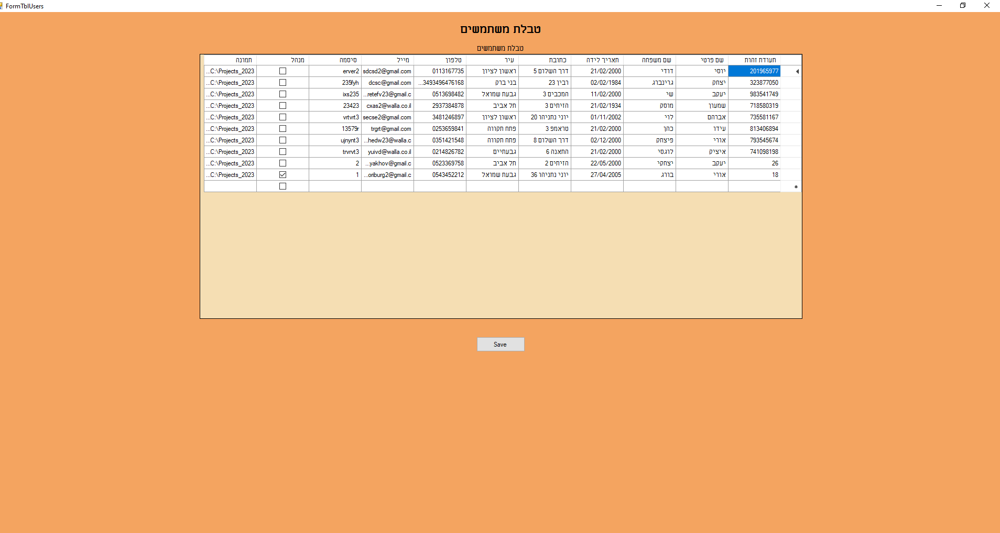 FormTblUsers
טבלת משתמשים
טבלת משתמשים
תעודת זהות שם פרטי שם משפחה תאריך לידה כתובת עיר טלפון מייל סיסמה מנהל תמונה
201965977 יוסי דודי 21/02/2000 דרך השלום 5 ראשון לציון 0113167735 sdcsd2@gmail.com erver2 C:\Projects_2023...
323877050 יצחק גרינברג 02/02/1984 רבין 23 בני ברק 3493496476168... dcsc@gmail.com 235fyh C:\Projects_2023...
983541749 יעקב שי 11/02/2000 המכבים 3 גבעת שמואל 0513698482 retefv23@gmail.c... ixs235 C:\Projects_2023...
718580319 שמעון מוסק 21/02/1934 הזיתים 3 תל אביב 2937384878 cxas2@walla.co.il 23423 C:\Projects_2023...
735581167 אברהם לוי 01/11/2002 יוני נתניהו 20 ראשון לציון 3481246897 secse2@gmail.com vrtvrt3 C:\Projects_2023...
813406894 עידו כהן 21/02/2000 טראמפ 3 פתח תקווה 0253659841 trgrt@gmail.com 13579r C:\Projects_2023...
793545674 אורי פיצחק 02/12/2000 דרך השלום 8 פתח תקווה 0351421548 hedw23@walla.c... ujnynt3 C:\Projects_2023...
741098198 איציק לוגסי 21/02/2000 התאנה 6 גבעתיים 0214826782 yuivd@walla.co.il trvrvt3 C:\Projects_2023...
26 יעקב יצחקי 22/05/2000 הזיתים 2 תל אביב 0523369758 yakhov@gmail.c... 2 C:\Projects_2023...
18 אורי בורג 27/04/2005 יוני נתניהו 36 גבעת שמואל 0543452212 oriburg2@gmail.c... 1 C:\Projects_2023...
Save